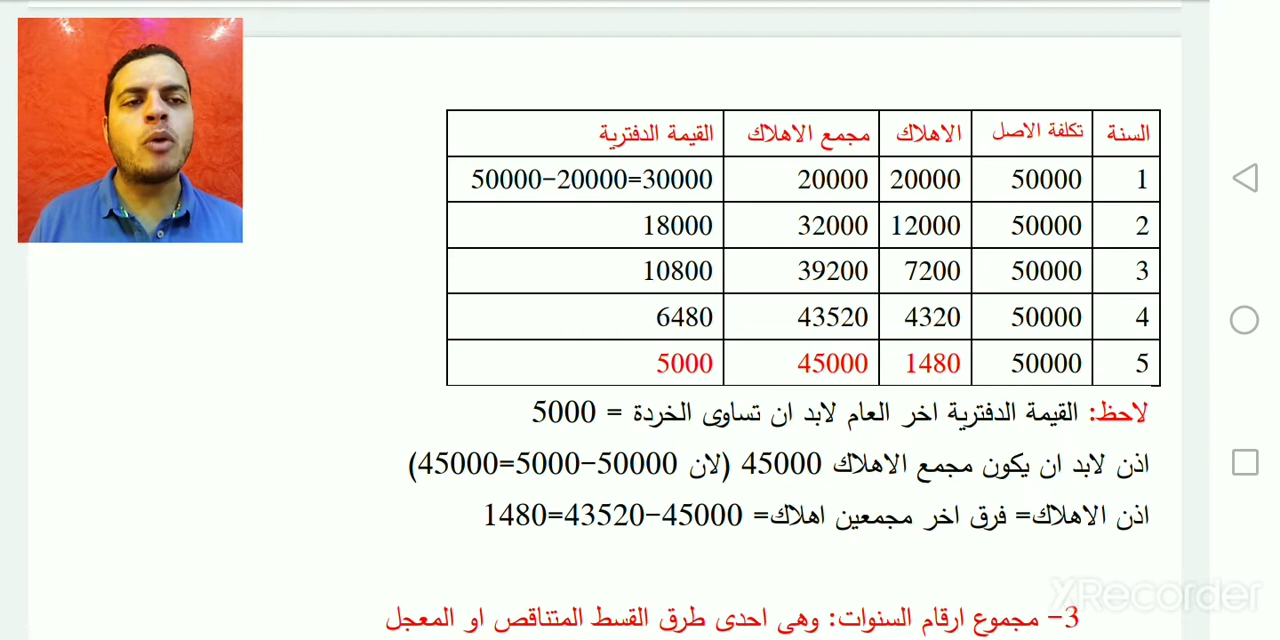 السنة تكلفة الاصل الاهلاك مجمع الاهلاك القيمة الدفترية
1 50000 20000 20000 50000-20000=30000
2 50000 12000 32000 18000
3 50000 7200 39200 10800
4 50000 4320 43520 6480
5 50000 1480 45000 5000
لاحظ: القيمة الدفترية اخر العام لابد ان تساوى الخردة = 5000
اذن لابد ان يكون مجمع الاهلاك 45000 (لان 50000-5000=45000)
اذن الاهلاك= فرق اخر مجمعين اهلاك= 45000-43520=1480
3- مجموع ارقام السنوات: وهى احدى طرق القسط المتناقص او المعجل
XRecorder